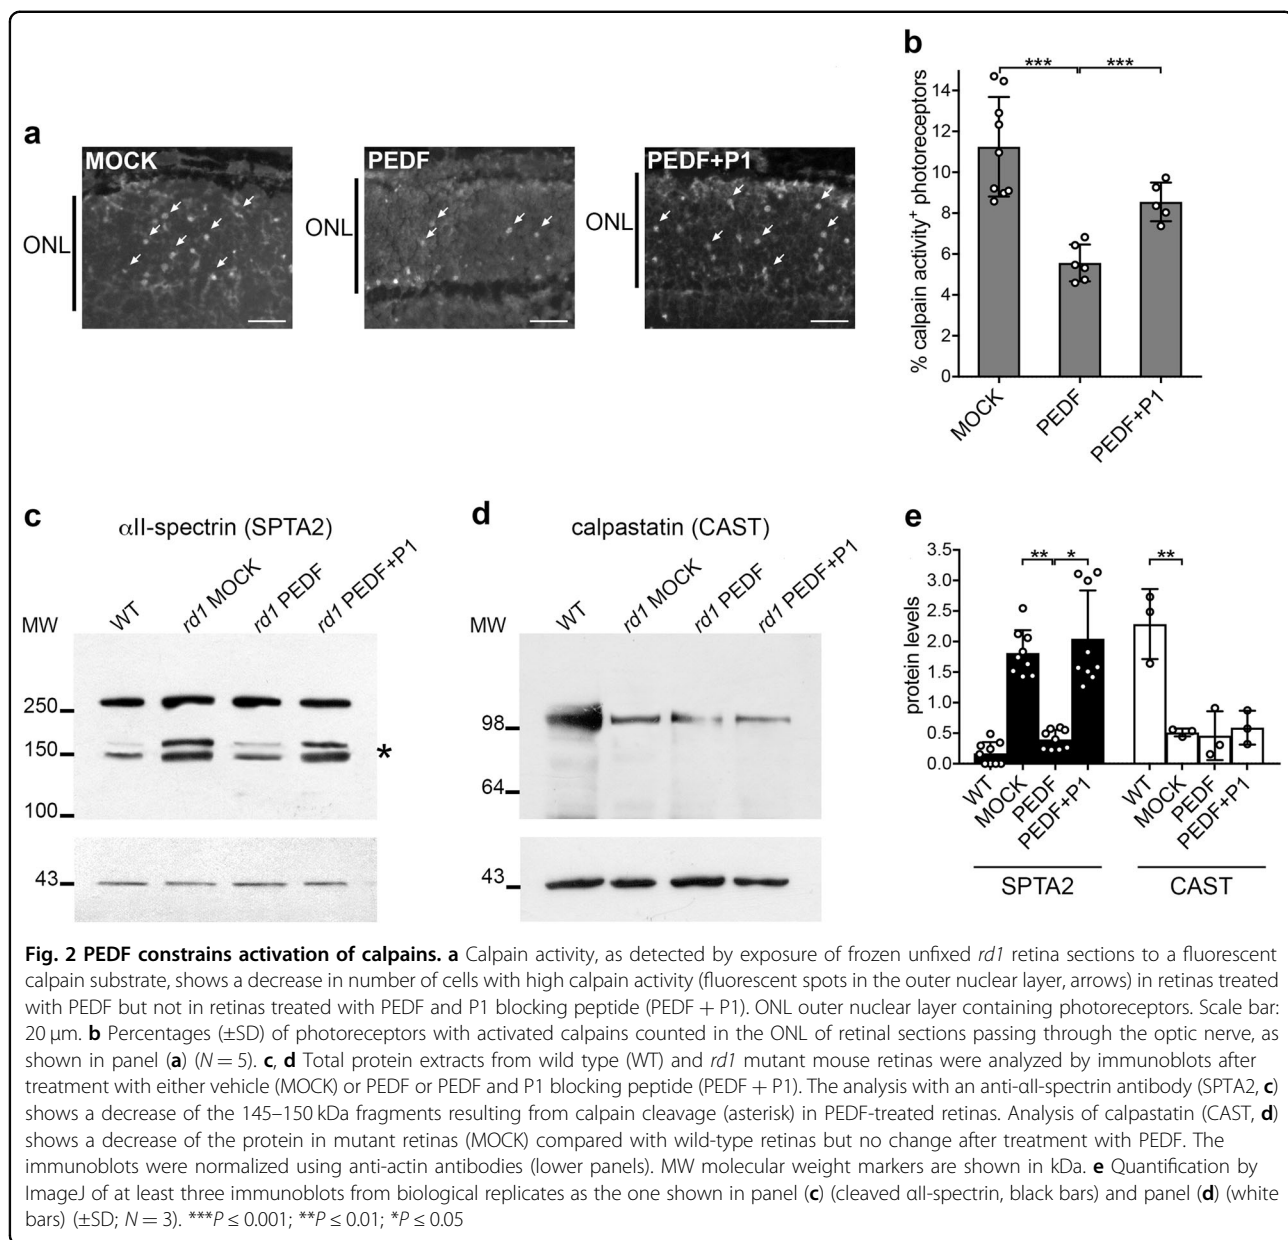 a
MOCK
PEDF
PEDF+P1
ONL
ONL
ONL
b
% calpain activity⁺ photoreceptors
14
12
10
8
6
4
2
0
***
***
MOCK
PEDF
PEDF+P1
c
αII-spectrin (SPTA2)
MW
WT
rd1 MOCK
rd1 PEDF
rd1 PEDF+P1
250
150
100
43
*
d
calpastatin (CAST)
MW
WT
rd1 MOCK
rd1 PEDF
rd1 PEDF+P1
98
64
43
e
protein levels
3.5
3.0
2.5
2.0
1.5
1.0
0.5
0.0
**
*
**
WT
MOCK
PEDF
PEDF+P1
WT
MOCK
PEDF
PEDF+P1
SPTA2
CAST
Fig. 2 PEDF constrains activation of calpains. a Calpain activity, as detected by exposure of frozen unfixed rd1 retina sections to a fluorescent
calpain substrate, shows a decrease in number of cells with high calpain activity (fluorescent spots in the outer nuclear layer, arrows) in retinas treated
with PEDF but not in retinas treated with PEDF and P1 blocking peptide (PEDF + P1). ONL outer nuclear layer containing photoreceptors. Scale bar:
20 μm. b Percentages (±SD) of photoreceptors with activated calpains counted in the ONL of retinal sections passing through the optic nerve, as
shown in panel (a) (N = 5). c, d Total protein extracts from wild type (WT) and rd1 mutant mouse retinas were analyzed by immunoblots after
treatment with either vehicle (MOCK) or PEDF or PEDF and P1 blocking peptide (PEDF + P1). The analysis with an anti-αII-spectrin antibody (SPTA2, c)
shows a decrease of the 145–150 kDa fragments resulting from calpain cleavage (asterisk) in PEDF-treated retinas. Analysis of calpastatin (CAST, d)
shows a decrease of the protein in mutant retinas (MOCK) compared with wild-type retinas but no change after treatment with PEDF. The
immunoblots were normalized using anti-actin antibodies (lower panels). MW molecular weight markers are shown in kDa. e Quantification by
ImageJ of at least three immunoblots from biological replicates as the one shown in panel (c) (cleaved αII-spectrin, black bars) and panel (d) (white
bars) (±SD; N = 3). ***P ≤ 0.001; **P ≤ 0.01; *P ≤ 0.05